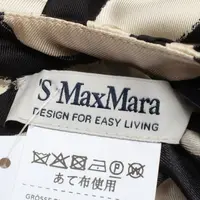 'S MaxMara
DESIGN FOR EASY LIVING
あて布使用